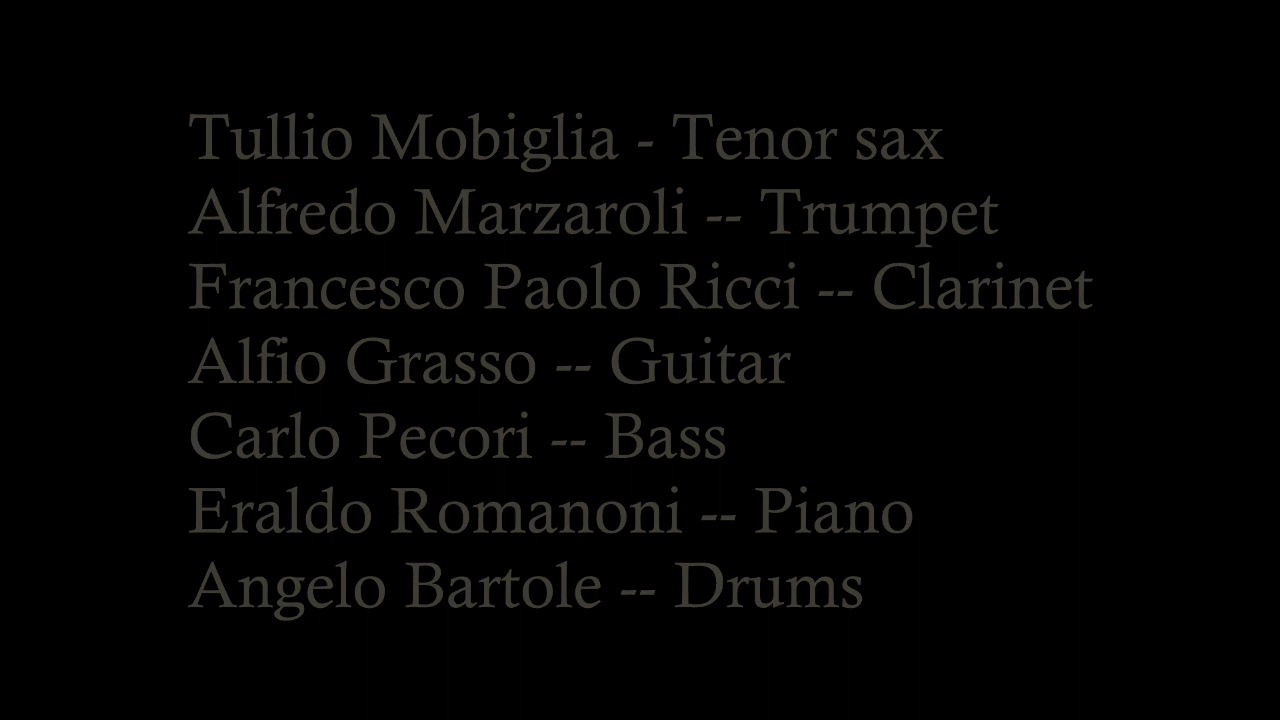 Tullio Mobiglia - Tenor sax
Alfredo Marzaroli -- Trumpet
Francesco Paolo Ricci -- Clarinet
Alfio Grasso -- Guitar
Carlo Pecori -- Bass
Eraldo Romanoni -- Piano
Angelo Bartole -- Drums